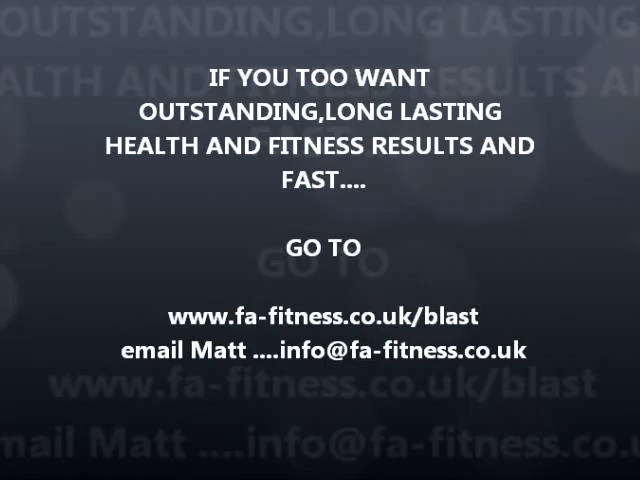 IF YOU TOO WANT
OUTSTANDING,LONG LASTING
HEALTH AND FITNESS RESULTS AND
FAST....
GO TO
www.fa-fitness.co.uk/blast
email Matt ....info@fa-fitness.co.uk